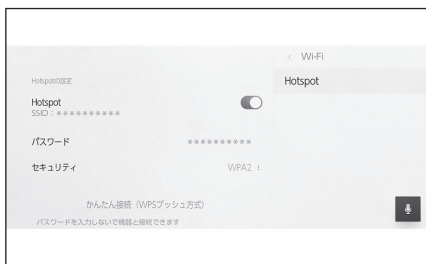 < Wi-Fi
Hotspot
Hotspotの設定
Hotspot
SSID：＊＊＊＊＊＊＊＊＊＊
パスワード ＊＊＊＊＊＊＊＊＊＊
セキュリティ WPA2
かんたん接続（WPSプッシュ方式）
パスワードを入力しないで機器と接続できます